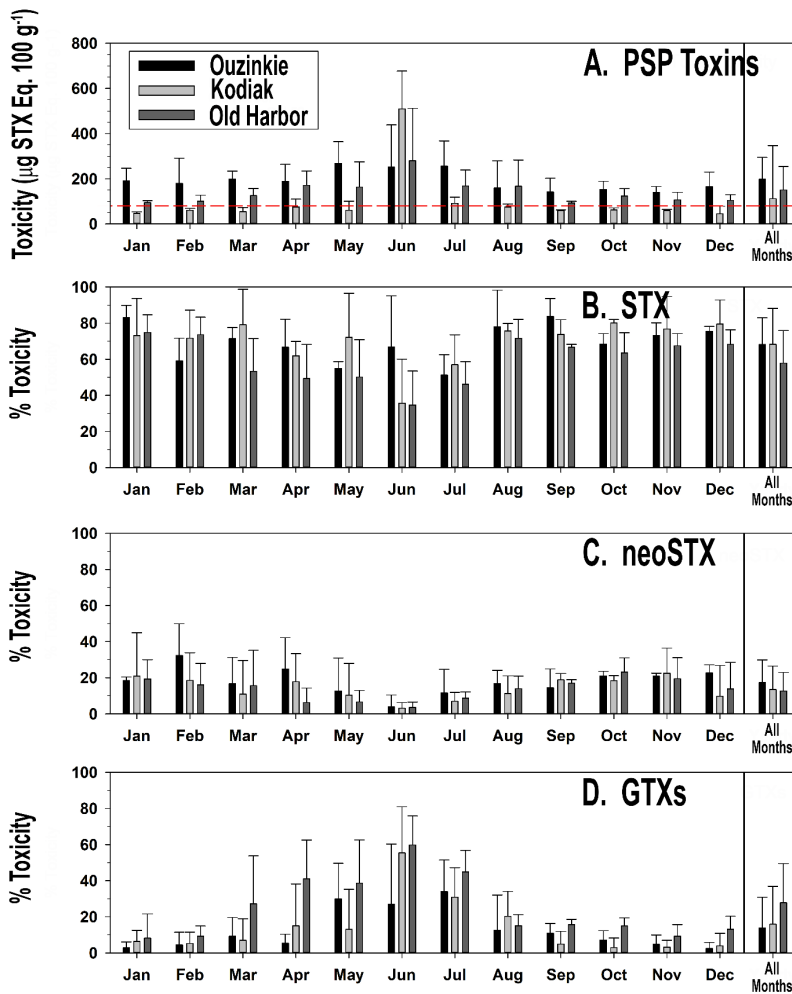 A. PSP Toxins
Ouzinkie
Kodiak
Old Harbor
Toxicity (µg STX Eq. 100 g⁻¹)
800
600
400
200
0
Jan Feb Mar Apr May Jun Jul Aug Sep Oct Nov Dec All Months
B. STX
% Toxicity
100
80
60
40
20
0
Jan Feb Mar Apr May Jun Jul Aug Sep Oct Nov Dec All Months
C. neoSTX
% Toxicity
100
80
60
40
20
0
Jan Feb Mar Apr May Jun Jul Aug Sep Oct Nov Dec All Months
D. GTXs
% Toxicity
100
80
60
40
20
0
Jan Feb Mar Apr May Jun Jul Aug Sep Oct Nov Dec All Months